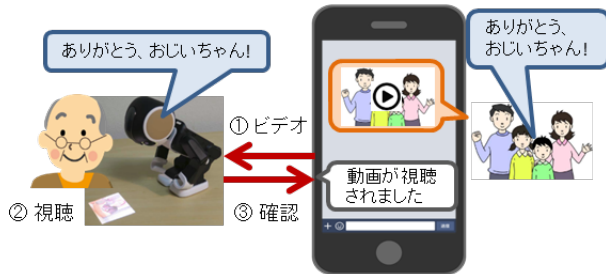 ありがとう、おじいちゃん!
ありがとう、
おじいちゃん!
① ビデオ
動画が視聴
されました
② 視聴
③ 確認